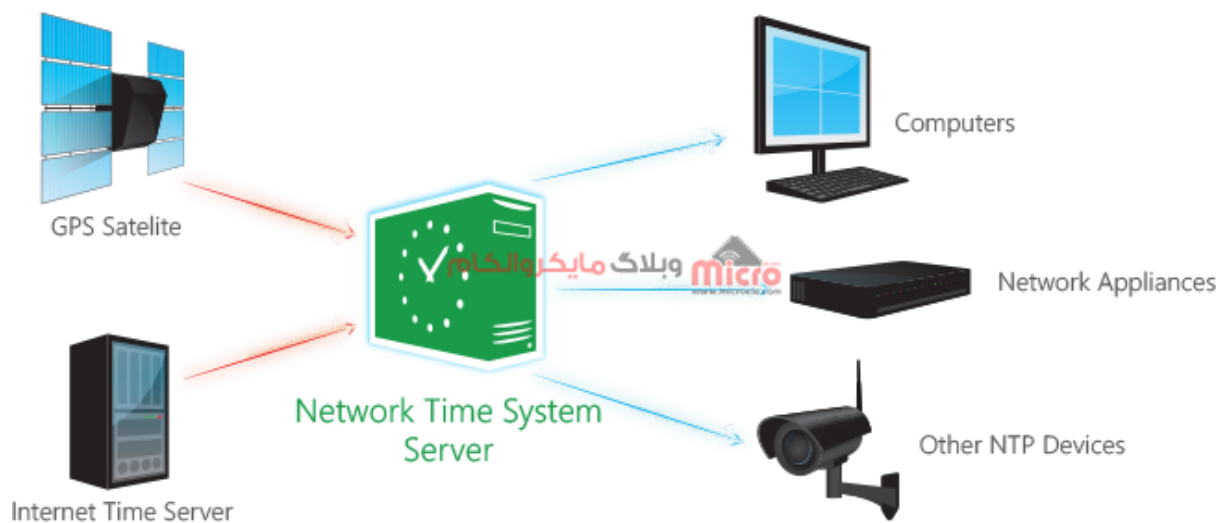 GPS Satelite
Internet Time Server
Network Time System
Server
وبلاگ مایکروالکام
micro
Computers
Network Appliances
Other NTP Devices